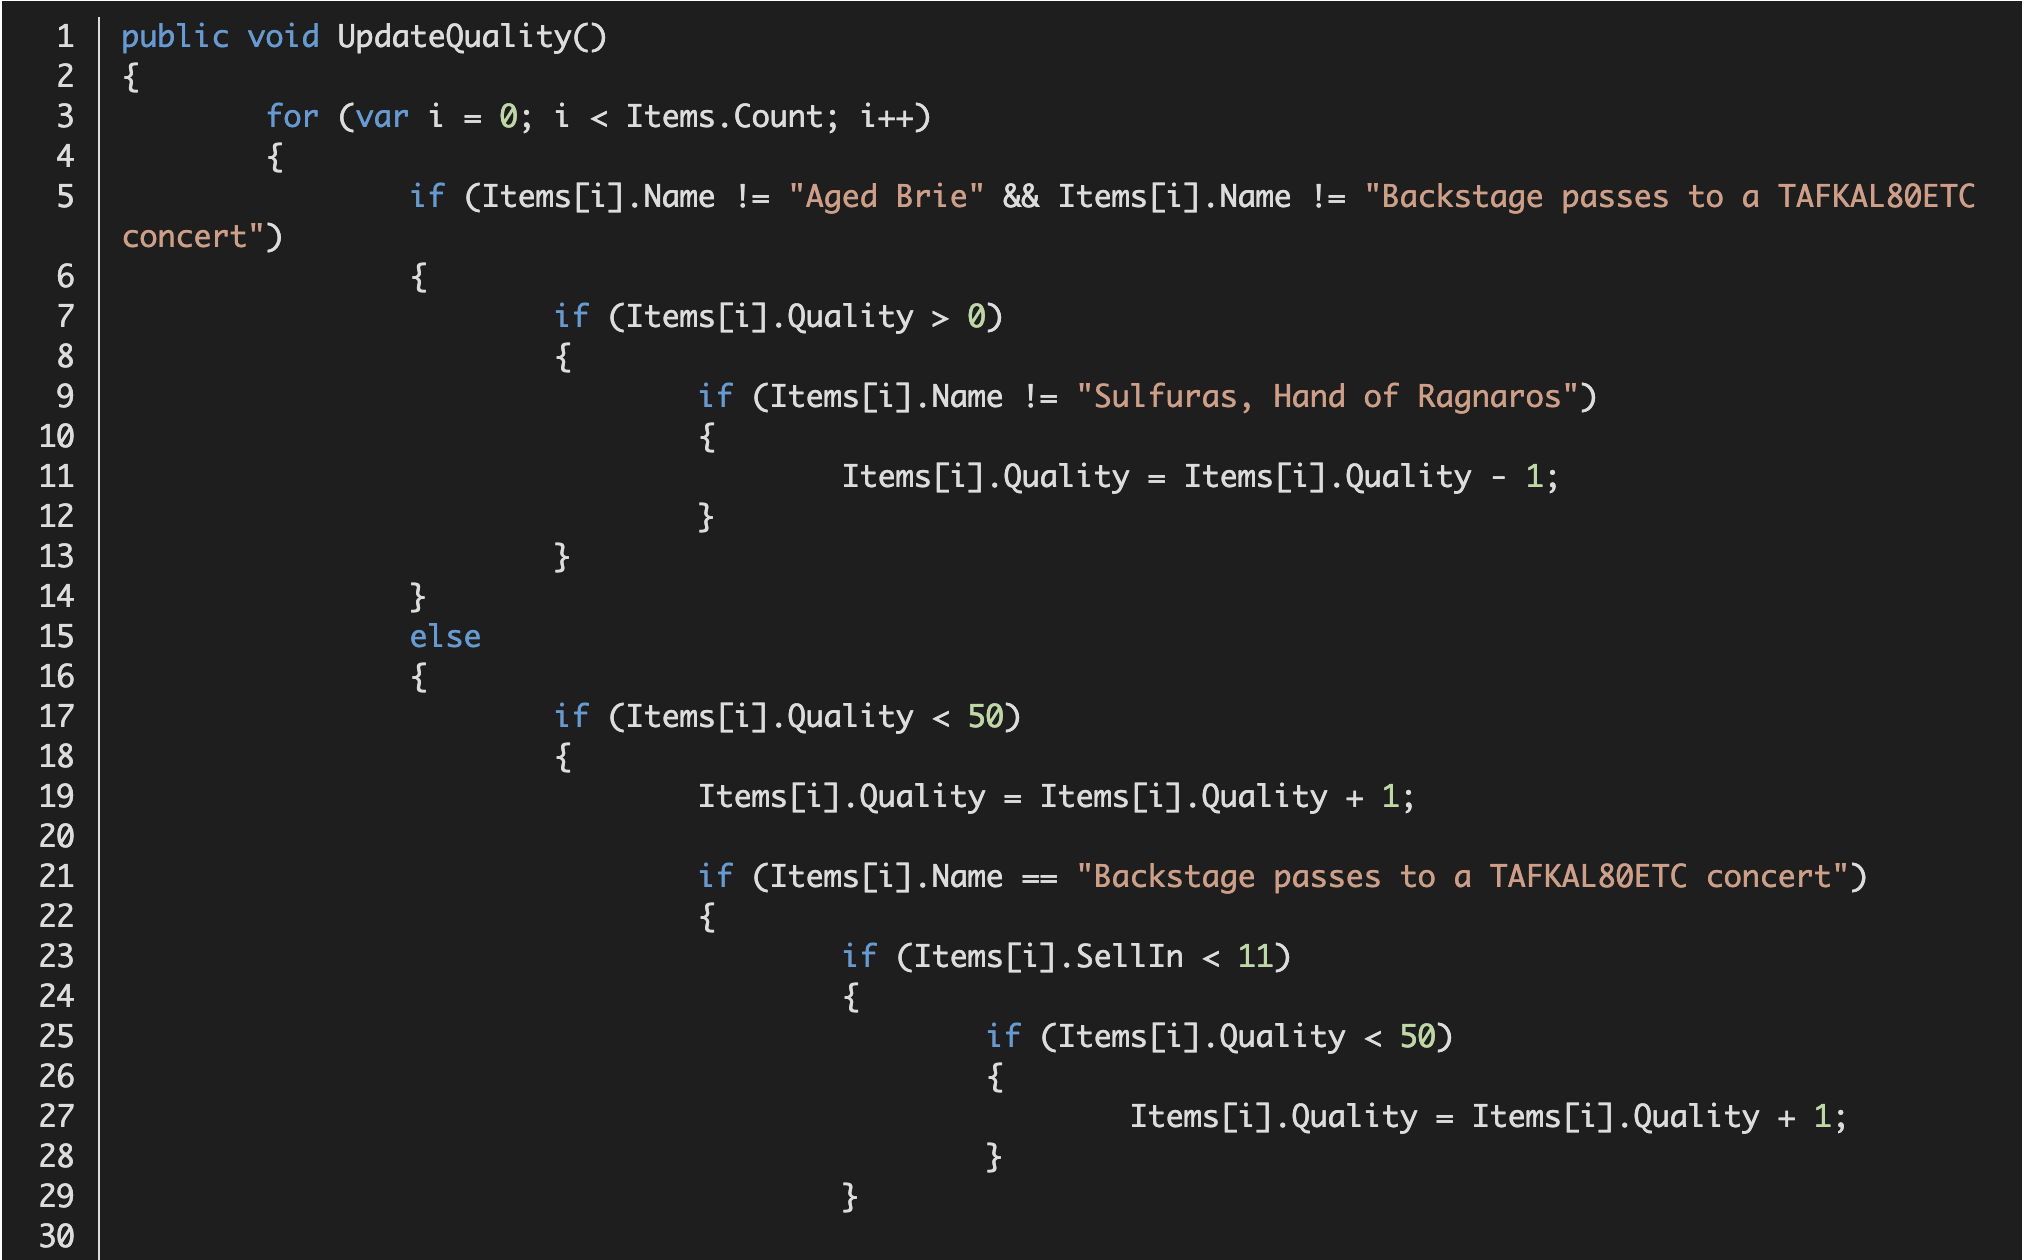 1 public void UpdateQuality()
2 {
3 for (var i = 0; i < Items.Count; i++)
4 {
5 if (Items[i].Name != "Aged Brie" && Items[i].Name != "Backstage passes to a TAFKAL80ETC
concert")
6 {
7 if (Items[i].Quality > 0)
8 {
9 if (Items[i].Name != "Sulfuras, Hand of Ragnaros")
10 {
11 Items[i].Quality = Items[i].Quality - 1;
12 }
13 }
14 }
15 else
16 {
17 if (Items[i].Quality < 50)
18 {
19 Items[i].Quality = Items[i].Quality + 1;
20
21 if (Items[i].Name == "Backstage passes to a TAFKAL80ETC concert")
22 {
23 if (Items[i].SellIn < 11)
24 {
25 if (Items[i].Quality < 50)
26 {
27 Items[i].Quality = Items[i].Quality + 1;
28 }
29 }
30